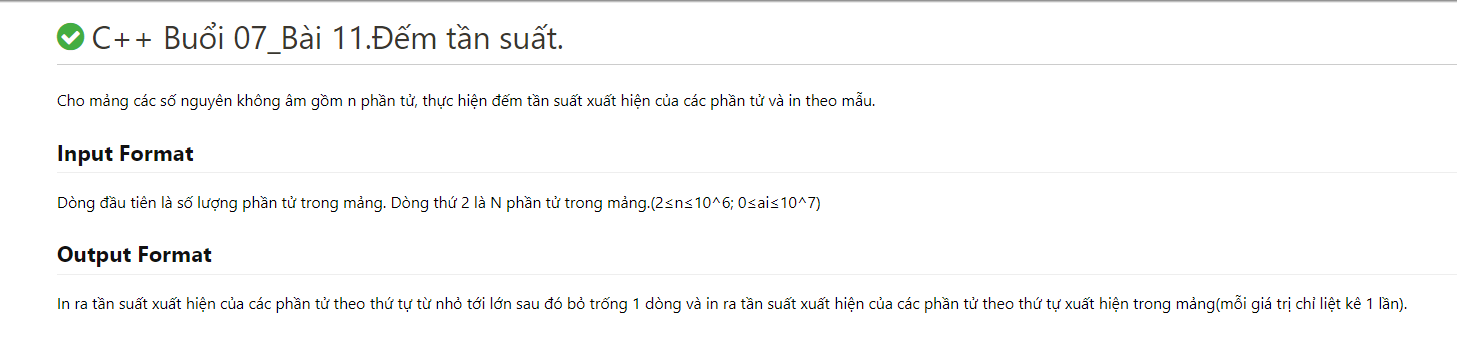 C++ Buổi 07_Bài 11.Đếm tần suất.
Cho mảng các số nguyên không âm gồm n phần tử, thực hiện đếm tần suất xuất hiện của các phần tử và in theo mẫu.
Input Format
Dòng đầu tiên là số lượng phần tử trong mảng. Dòng thứ 2 là N phần tử trong mảng.(2≤n≤10^6; 0≤ai≤10^7)
Output Format
In ra tần suất xuất hiện của các phần tử theo thứ tự từ nhỏ tới lớn sau đó bỏ trống 1 dòng và in ra tần suất xuất hiện của các phần tử theo thứ tự xuất hiện trong mảng(mỗi giá trị chỉ liệt kê 1 lần).